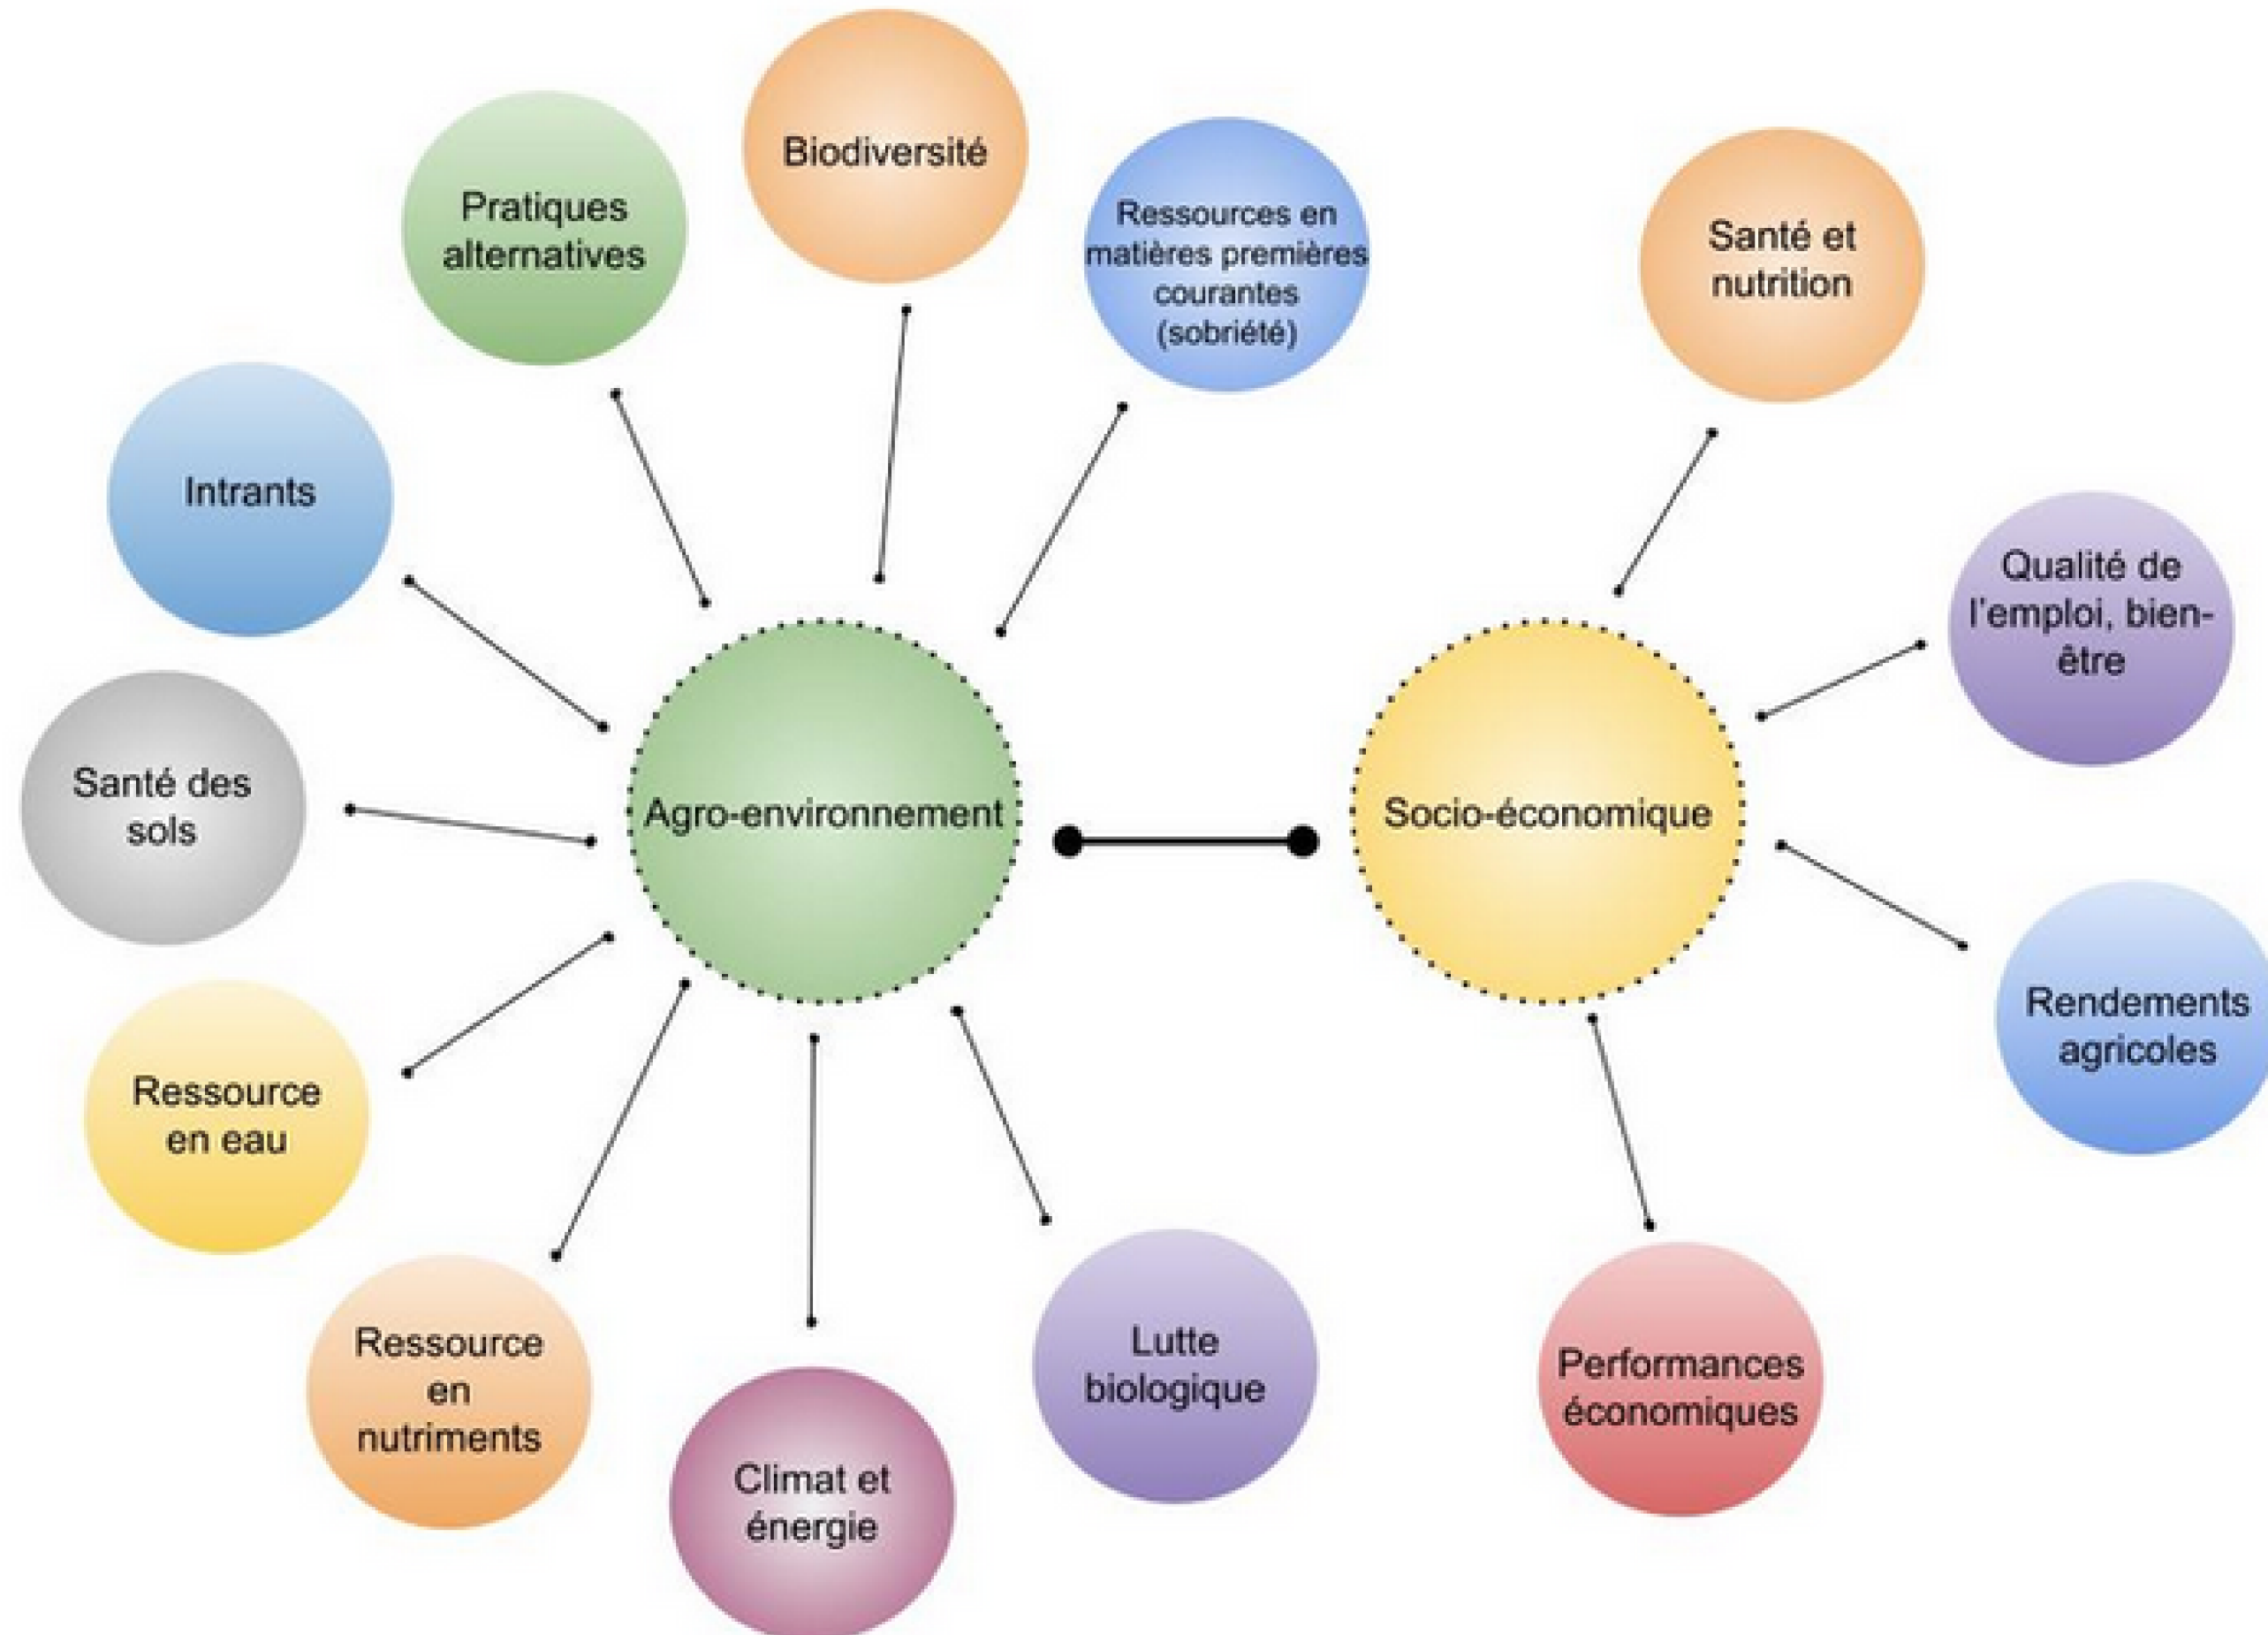 Biodiversité
Pratiques
alternatives
Ressources en
matières premières
courantes
(sobriété)
Santé et
nutrition
Intrants
Qualité de
l'emploi, bien-
être
Santé des
sols
Agro-environnement
Socio-économique
Rendements
agricoles
Ressource
en eau
Ressource
en
nutriments
Lutte
biologique
Performances
économiques
Climat et
énergie